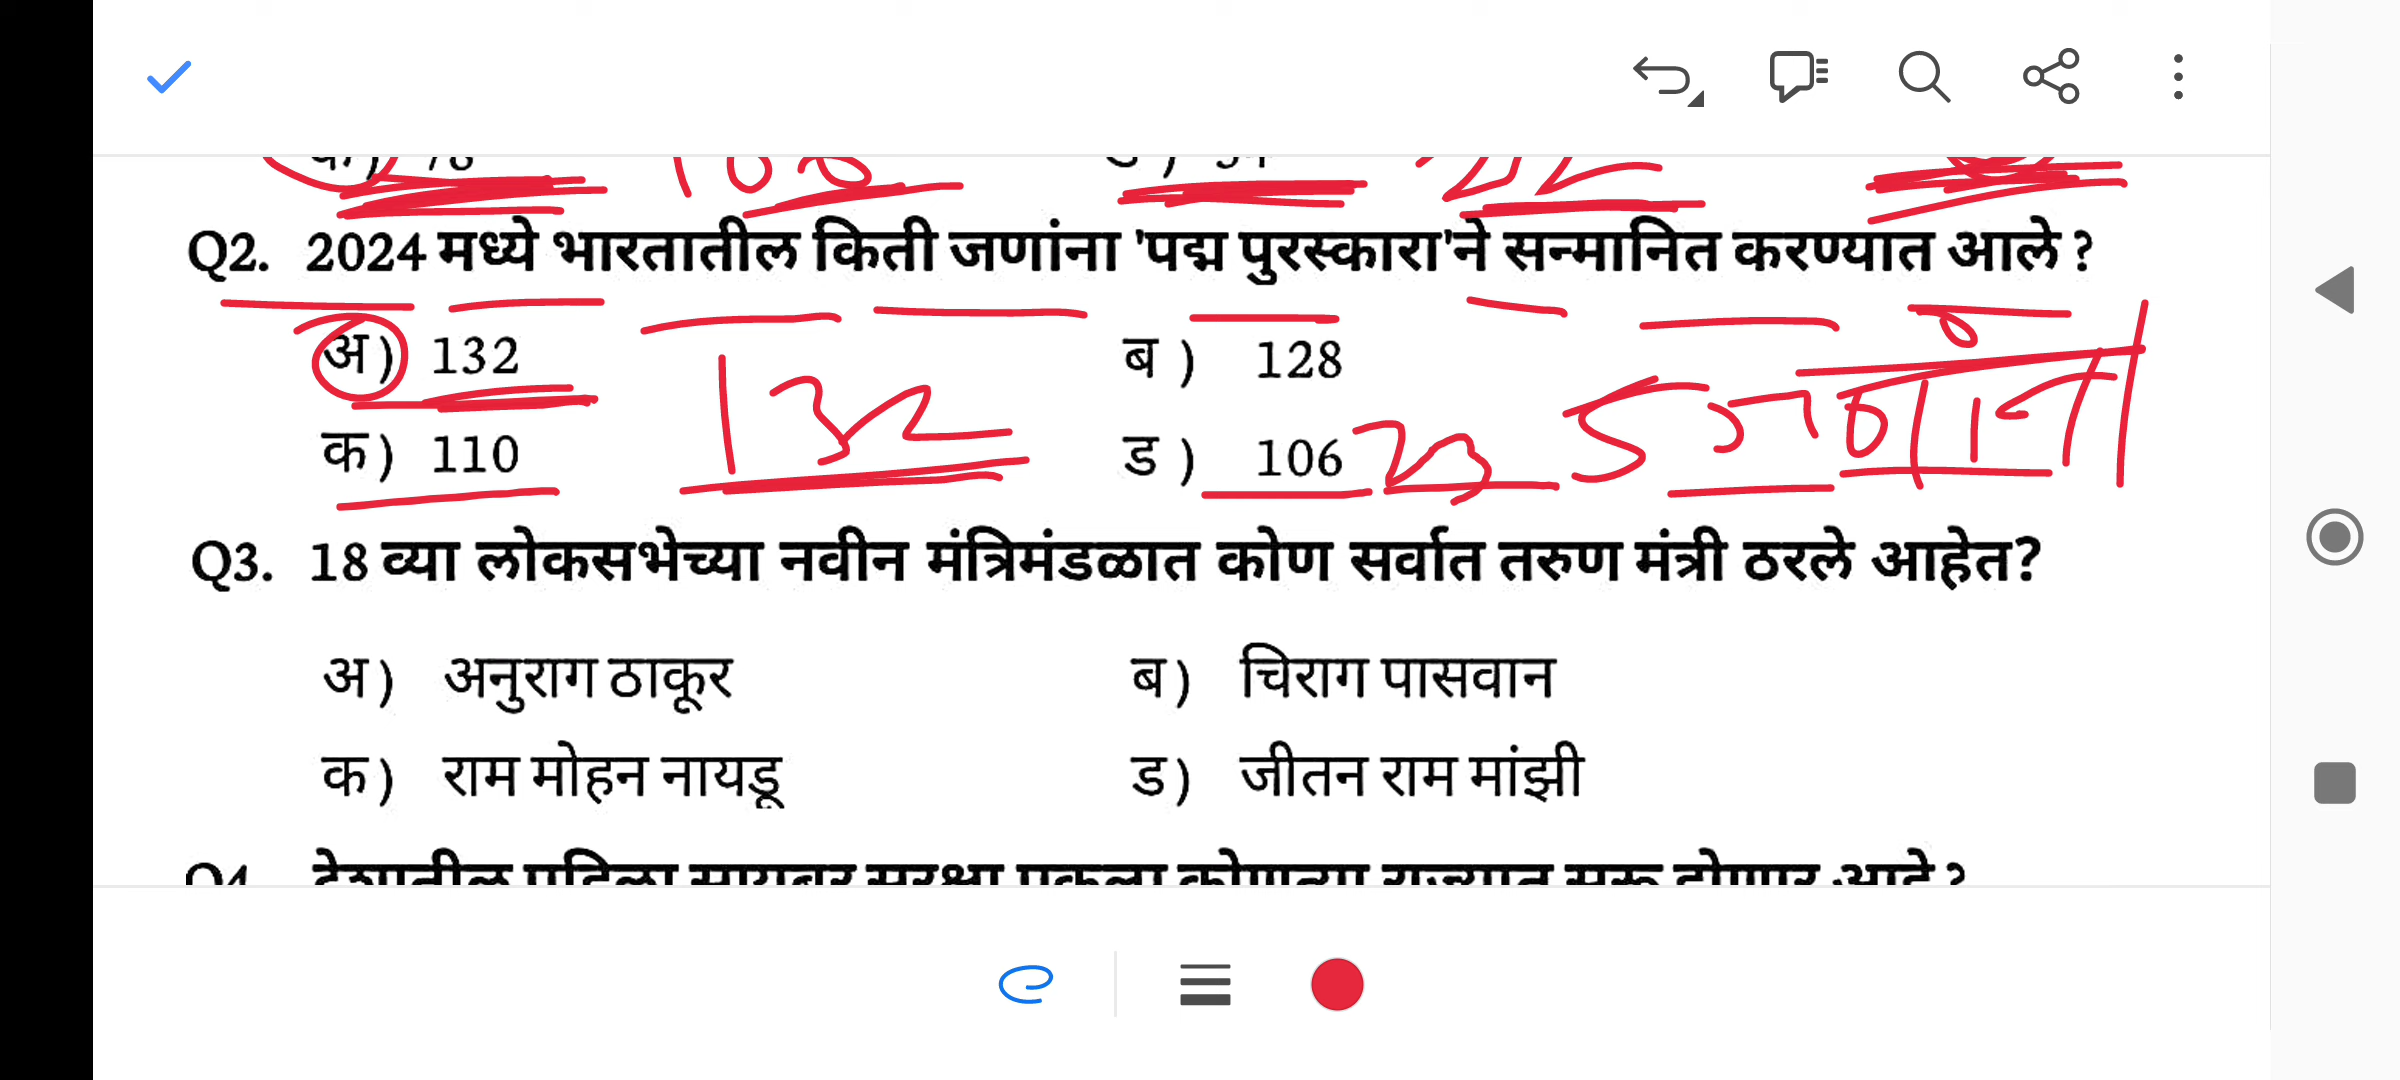 Q2. 2024 मध्ये भारतातील किती जणांना 'पद्म पुरस्कारा'ने सन्मानित करण्यात आले ?
अ) 132 ब ) 128
132
क) 110 ड ) 106
Q3. 18 व्या लोकसभेच्या नवीन मंत्रिमंडळात कोण सर्वात तरुण मंत्री ठरले आहेत?
अ) अनुराग ठाकूर ब ) चिराग पासवान
क) राम मोहन नायडू ड ) जीतन राम मांझी